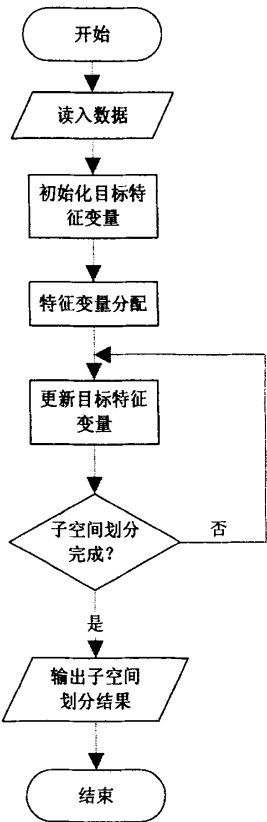 开始
读入数据
初始化目标特
征变量
特征变量分配
更新目标特征
变量
子空间划分
完成？
否
是
输出子空间
划分结果
结束